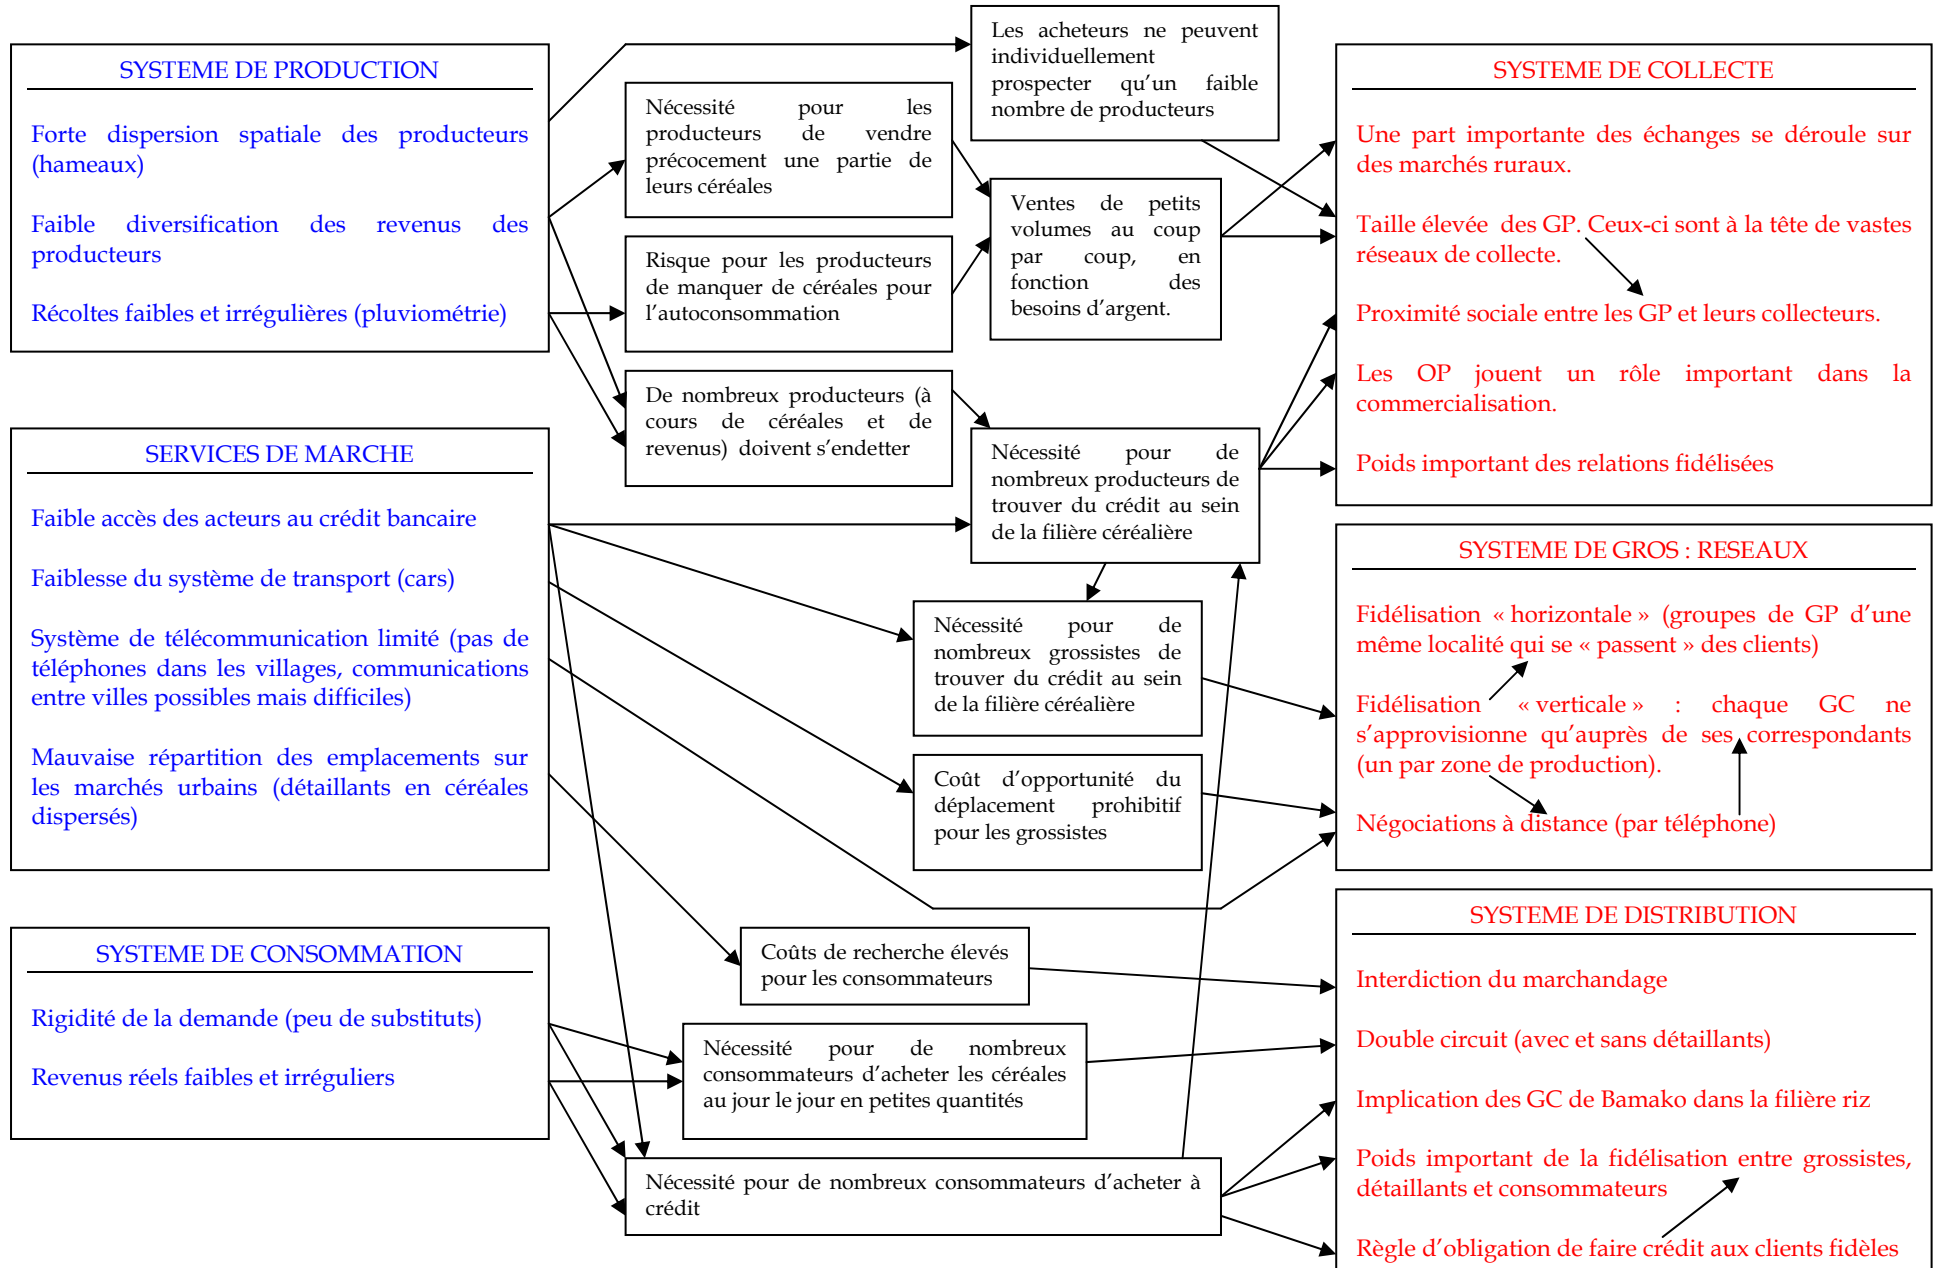 SYSTEME DE PRODUCTION
Forte dispersion spatiale des producteurs
(hameaux)
Faible diversification des revenus des
producteurs
Récoltes faibles et irrégulières (pluviométrie)
SERVICES DE MARCHE
Faible accès des acteurs au crédit bancaire
Faiblesse du système de transport (cars)
Système de télécommunication limité (pas de
téléphones dans les villages, communications
entre villes possibles mais difficiles)
Mauvaise répartition des emplacements sur
les marchés urbains (détaillants en céréales
dispersés)
SYSTEME DE CONSOMMATION
Rigidité de la demande (peu de substituts)
Revenus réels faibles et irréguliers
Nécessité pour les
producteurs de vendre
précocement une partie de
leurs céréales
Risque pour les producteurs
de manquer de céréales pour
l’autoconsommation
De nombreux producteurs (à
cours de céréales et de
revenus) doivent s’endetter
Les acheteurs ne peuvent
individuellement
prospecter qu’un faible
nombre de producteurs
Ventes de petits
volumes au coup
par coup, en
fonction des
besoins d’argent.
Nécessité pour de
nombreux producteurs de
trouver du crédit au sein
de la filière céréalière
Nécessité pour de
nombreux grossistes de
trouver du crédit au sein
de la filière céréalière
Coût d’opportunité du
déplacement prohibitif
pour les grossistes
Coûts de recherche élevés
pour les consommateurs
Nécessité pour de nombreux
consommateurs d’acheter les céréales
au jour le jour en petites quantités
Nécessité pour de nombreux consommateurs d’acheter à
crédit
SYSTEME DE COLLECTE
Une part importante des échanges se déroule sur
des marchés ruraux.
Taille élevée des GP. Ceux-ci sont à la tête de vastes
réseaux de collecte.
Proximité sociale entre les GP et leurs collecteurs.
Les OP jouent un rôle important dans la
commercialisation.
Poids important des relations fidélisées
SYSTEME DE GROS : RESEAUX
Fidélisation « horizontale » (groupes de GP d’une
même localité qui se « passent » des clients)
Fidélisation « verticale » : chaque GC ne
s’approvisionne qu’auprès de ses correspondants
(un par zone de production).
Négociations à distance (par téléphone)
SYSTEME DE DISTRIBUTION
Interdiction du marchandage
Double circuit (avec et sans détaillants)
Implication des GC de Bamako dans la filière riz
Poids important de la fidélisation entre grossistes,
détaillants et consommateurs
Règle d’obligation de faire crédit aux clients fidèles